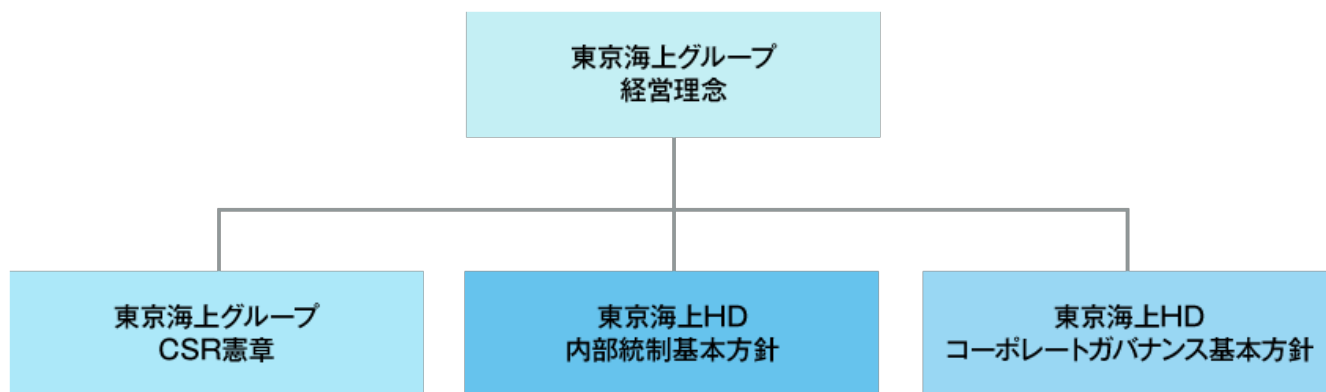 東京海上グループ
経営理念
東京海上グループ
CSR憲章
東京海上HD
内部統制基本方針
東京海上HD
コーポレートガバナンス基本方針